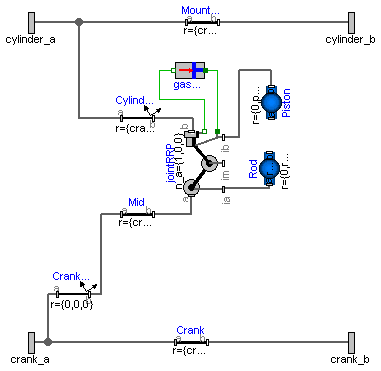 Mount...
a b
cylinder_a
cylinder_b
r={cr...
gas...
Cylind...
a b
r={cra...
r={0,p...
Piston
b
ib
jointRRP
n_a={1,0,0}
im
Rod
r={0,r...
a
ia
Mid
a b
r={cr...
Crank...
a b
r={0,0,0}
Crank
a b
crank_a
crank_b
r={cr...